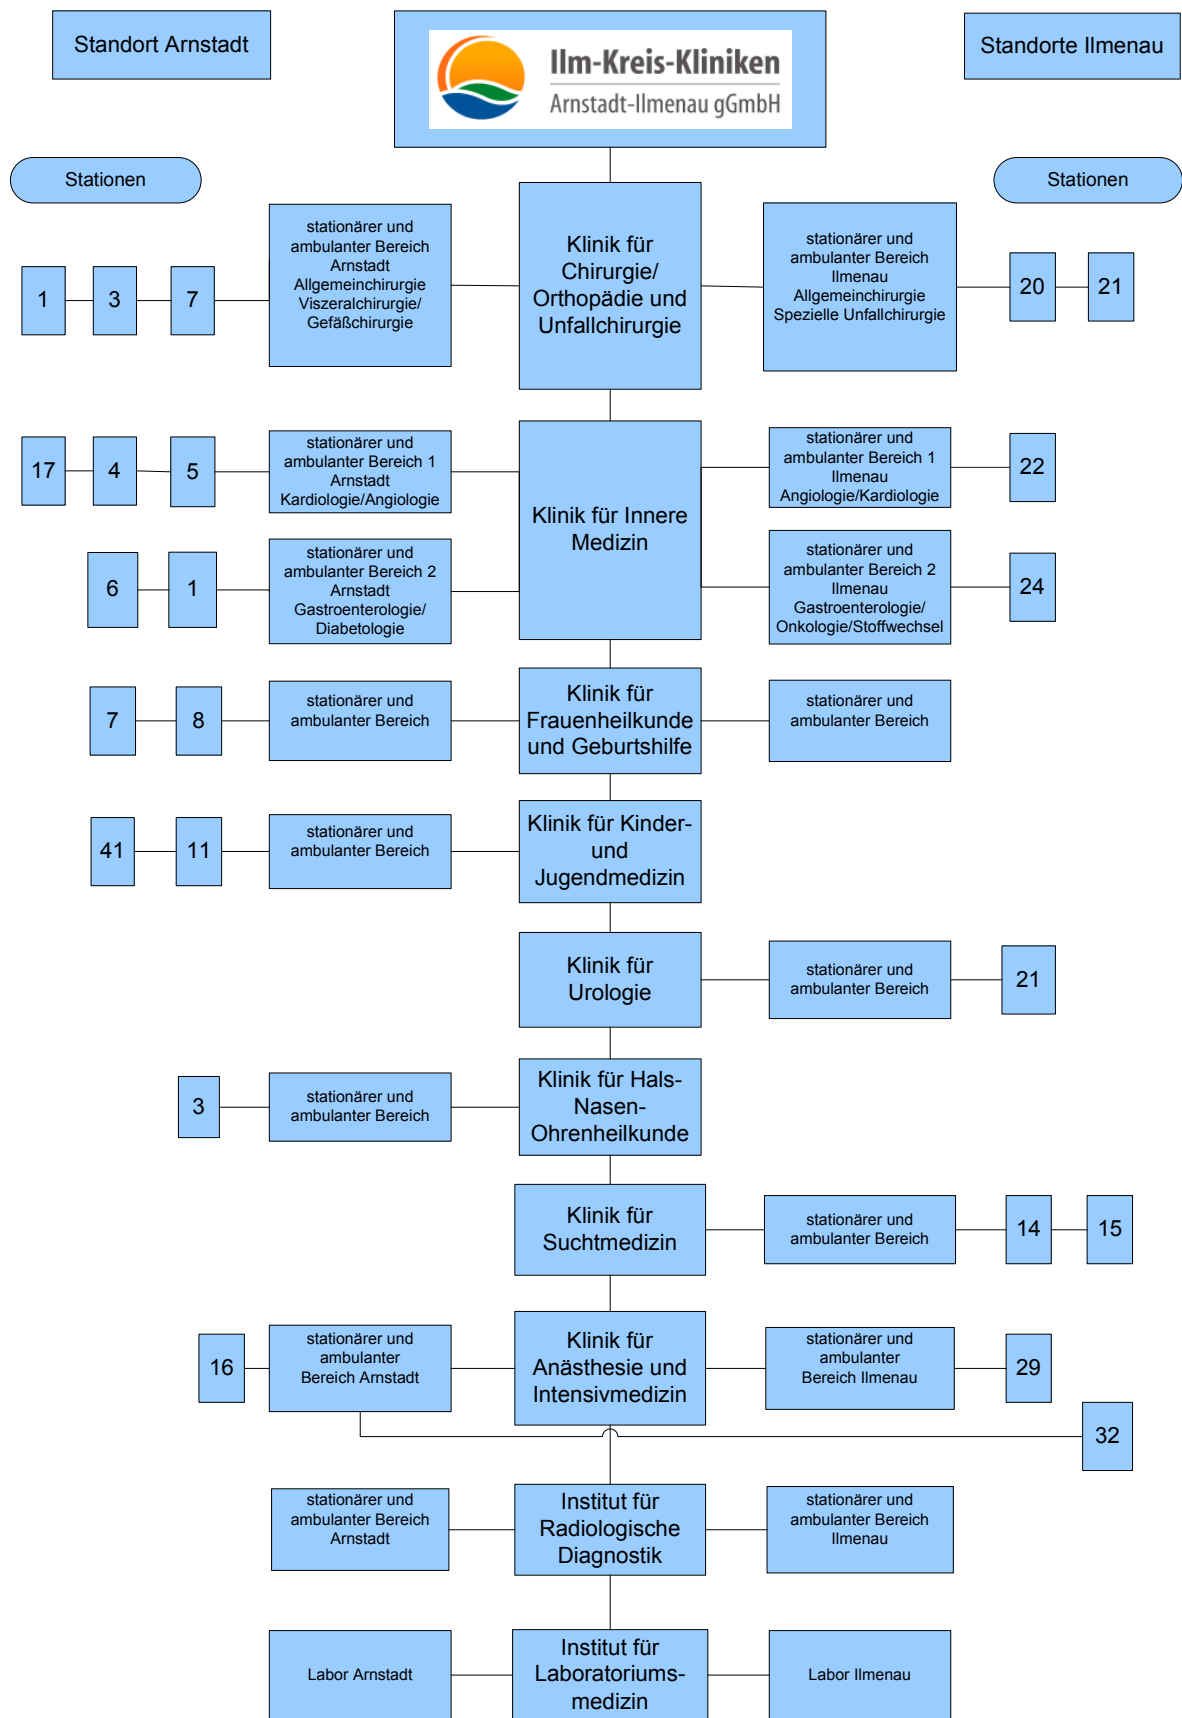 Standort Arnstadt
Ilm-Kreis-Kliniken
Arnstadt-Ilmenau gGmbH
Standorte Ilmenau
Stationen
Stationen
1
3
7
stationärer und
ambulanter Bereich
Arnstadt
Allgemeinchirurgie
Viszeralchirurgie/
Gefäßchirurgie
Klinik für
Chirurgie/
Orthopädie und
Unfallchirurgie
stationärer und
ambulanter Bereich
Ilmenau
Allgemeinchirurgie
Spezielle Unfallchirurgie
20
21
17
4
5
stationärer und
ambulanter Bereich 1
Arnstadt
Kardiologie/Angiologie
Klinik für Innere
Medizin
stationärer und
ambulanter Bereich 1
Ilmenau
Angiologie/Kardiologie
22
6
1
stationärer und
ambulanter Bereich 2
Arnstadt
Gastroenterologie/
Diabetologie
stationärer und
ambulanter Bereich 2
Ilmenau
Gastroenterologie/
Onkologie/Stoffwechsel
24
7
8
stationärer und
ambulanter Bereich
Klinik für
Frauenheilkunde
und Geburtshilfe
stationärer und
ambulanter Bereich
41
11
stationärer und
ambulanter Bereich
Klinik für Kinder-
und
Jugendmedizin
Klinik für
Urologie
stationärer und
ambulanter Bereich
21
3
stationärer und
ambulanter Bereich
Klinik für Hals-
Nasen-
Ohrenheilkunde
Klinik für
Suchtmedizin
stationärer und
ambulanter Bereich
14
15
16
stationärer und
ambulanter
Bereich Arnstadt
Klinik für
Anästhesie und
Intensivmedizin
stationärer und
ambulanter
Bereich Ilmenau
29
32
stationärer und
ambulanter Bereich
Arnstadt
Institut für
Radiologische
Diagnostik
stationärer und
ambulanter Bereich
Ilmenau
Labor Arnstadt
Institut für
Laboratoriums-
medizin
Labor Ilmenau